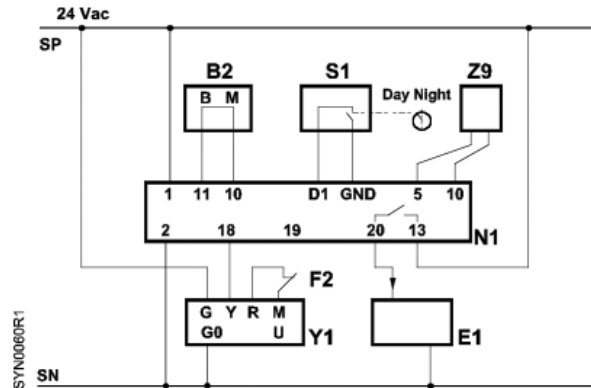 24 Vac
SP
B2 S1 Z9
B M Day Night
1 11 10 D1 GND 5 10
2 18 19 20 13 N1
F2
G Y R M
G0 U Y1 E1
SYN0060R1
SN